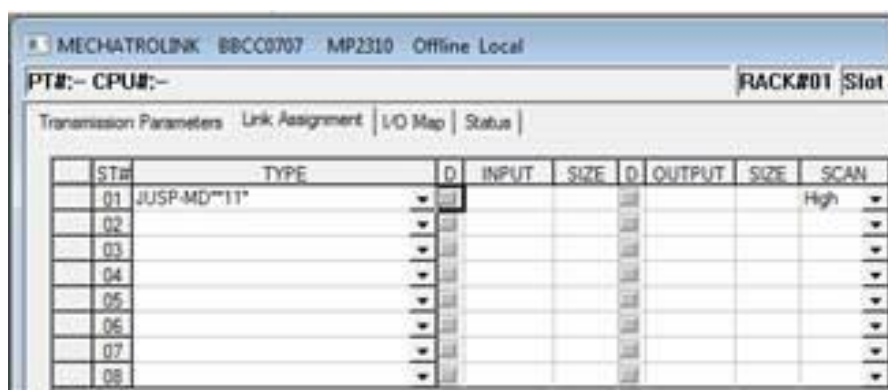 MECHATROLINK BBCC0707 MP2310 Offline Local
PT#:-- CPU#:-- RACK#01 Slot
Transmission Parameters Link Assignment I/O Map Status
ST# TYPE D INPUT SIZE D OUTPUT SIZE SCAN
01 JUSP-MD**11* High
02
03
04
05
06
07
08